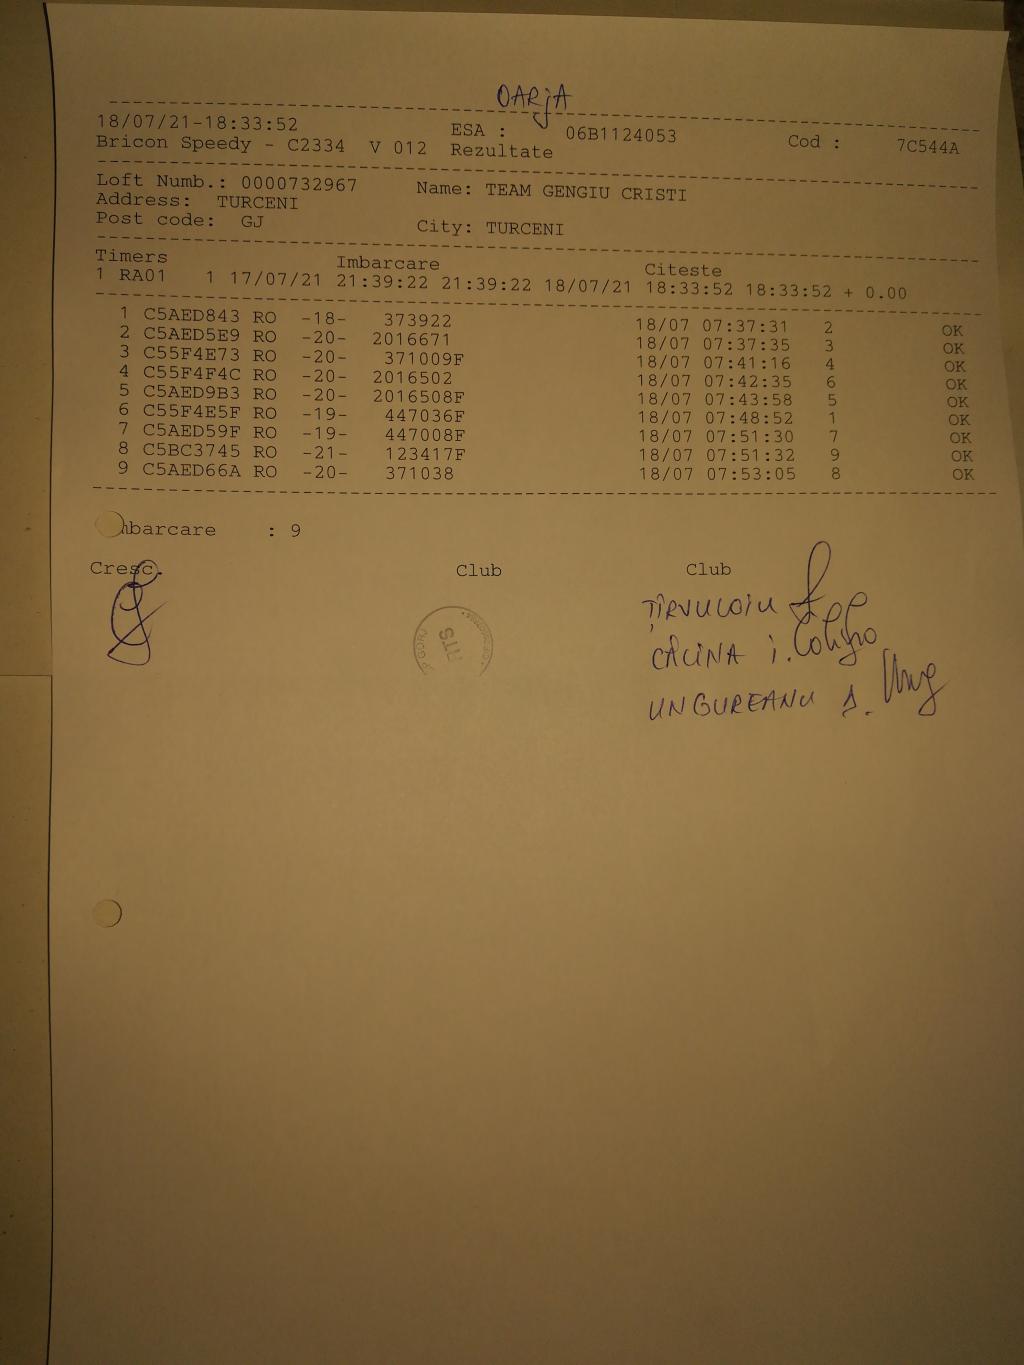 OARJA
18/07/21-18:33:52 ESA : 06B1124053 Cod : 7C544A
Bricon Speedy - C2334 V 012 Rezultate
Loft Numb.: 0000732967 Name: TEAM GENGIU CRISTI
Address: TURCENI
Post code: GJ City: TURCENI
Timers Imbarcare Citeste
1 RA01 1 17/07/21 21:39:22 21:39:22 18/07/21 18:33:52 18:33:52 + 0.00
1 C5AED843 RO -18- 373922 18/07 07:37:31 2 OK
2 C5AED5E9 RO -20- 2016671 18/07 07:37:35 3 OK
3 C55F4E73 RO -20- 371009F 18/07 07:41:16 4 OK
4 C55F4F4C RO -20- 2016502 18/07 07:42:35 6 OK
5 C5AED9B3 RO -20- 2016508F 18/07 07:43:58 5 OK
6 C55F4E5F RO -19- 447036F 18/07 07:48:52 1 OK
7 C5AED59F RO -19- 447008F 18/07 07:51:30 7 OK
8 C5BC3745 RO -21- 123417F 18/07 07:51:32 9 OK
9 C5AED66A RO -20- 371038 18/07 07:53:05 8 OK
mbarcare : 9
Cresc. Club Club
ȚÎRVULOIU
CĂLINA I.
UNGUREANU S.
GORJ